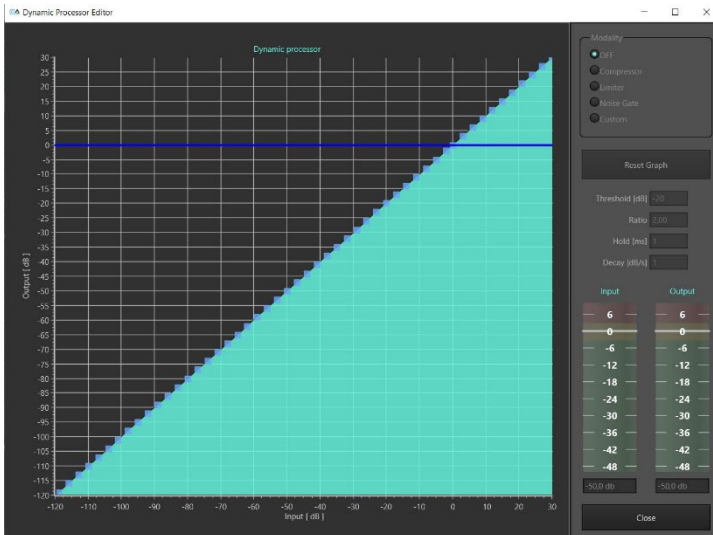 Dynamic Processor Editor
Dynamic processor
30
25
20
15
10
5
0
-5
-10
-15
-20
-25
-30
-35
-40
-45
-50
-55
-60
-65
-70
-75
-80
-85
-90
-95
-100
-105
-110
-115
-120
Output [ dB ]
-120 -110 -100 -90 -80 -70 -60 -50 -40 -30 -20 -10 0 10 20 30
Input [ dB ]
Modality
OFF
Compressor
Limiter
Noise Gate
Custom
Reset Graph
Threshold [dB] -20
Ratio 2,00
Hold [ms] 1
Decay [dB/s] 1
Input Output
6 6
0 0
-6 -6
-12 -12
-18 -18
-24 -24
-30 -30
-36 -36
-42 -42
-48 -48
-50,0 db -50,0 db
Close